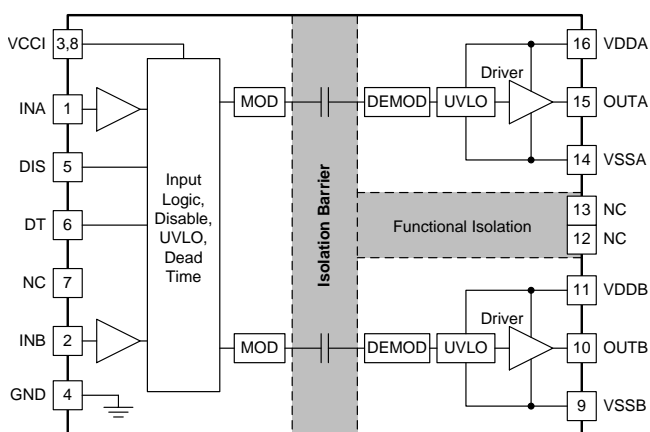 VCCI 3,8
INA 1
DIS 5
DT 6
NC 7
INB 2
GND 4
Input
Logic,
Disable,
UVLO,
Dead
Time
MOD
MOD
Isolation Barrier
DEMOD UVLO
Driver
16 VDDA
15 OUTA
14 VSSA
Functional Isolation
13 NC
12 NC
DEMOD UVLO
Driver
11 VDDB
10 OUTB
9 VSSB